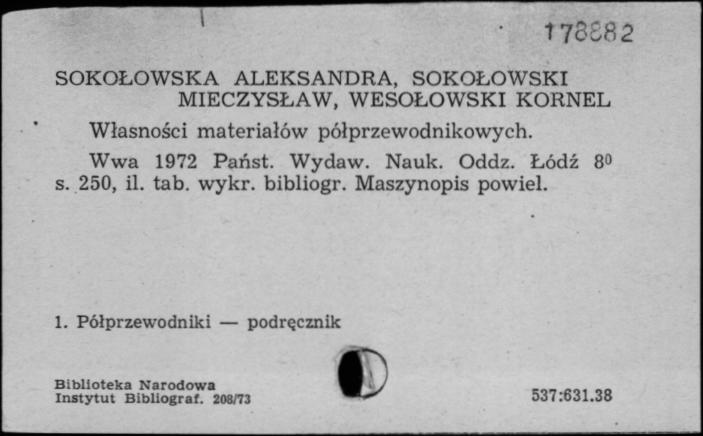 178882
SOKOŁOWSKA ALEKSANDRA, SOKOŁOWSKI
MIECZYSŁAW, WESOŁOWSKI KORNEL
Własności materiałów półprzewodnikowych.
Wwa 1972 Państ. Wydaw. Nauk. Oddz. Łódź 8⁰
s. 250, il. tab. wykr. bibliogr. Maszynopis powiel.
1. Półprzewodniki — podręcznik
Biblioteka Narodowa
Instytut Bibliograf. 208/73
537:631.38